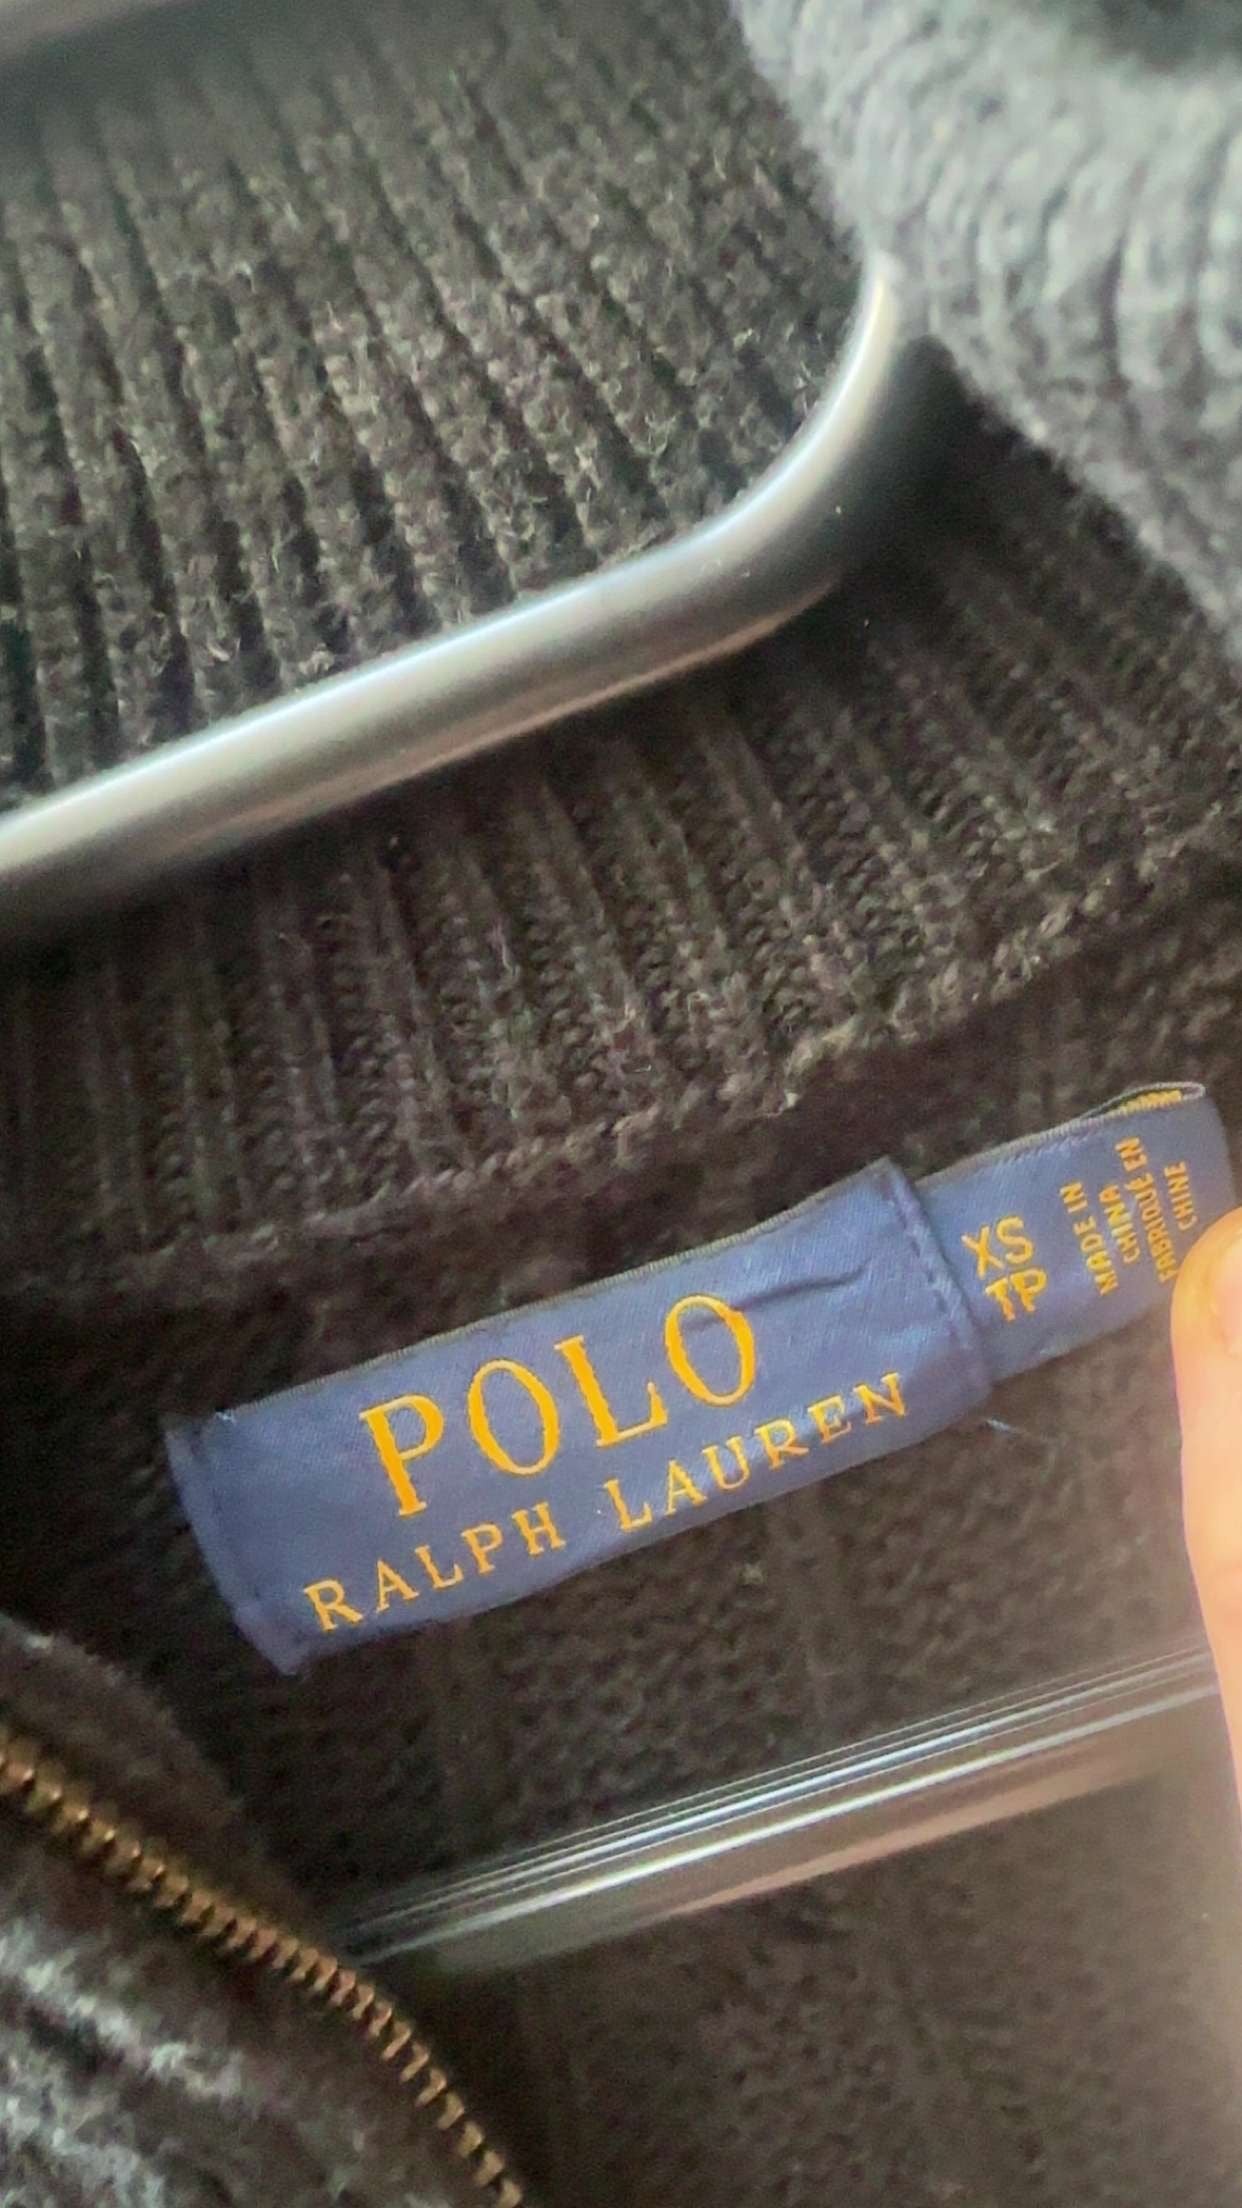 POLO
RALPH LAUREN
XS
TP
MADE IN
CHINA
FABRIQUÉ EN
CHINE